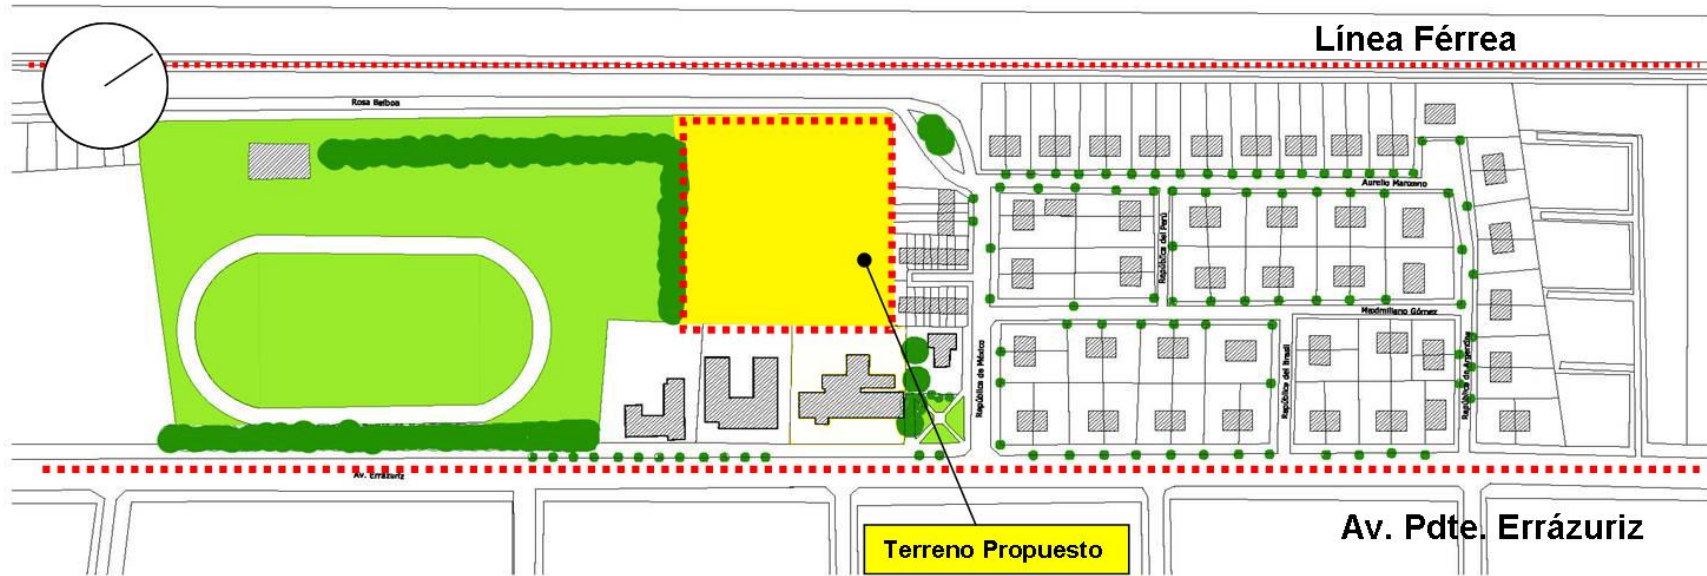 Línea Férrea
Rosa Balboa
Aurelio Manzano
República del Perú
Maximiliano Gómez
República de México
República del Brasil
República de Argentina
Av. Errázuriz
Av. Pdte. Errázuriz
Terreno Propuesto